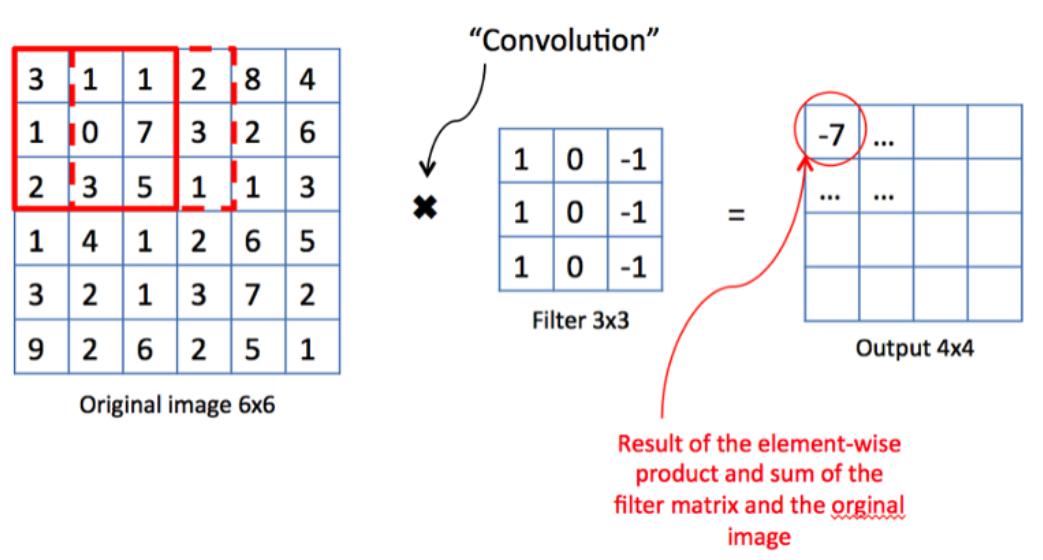 “Convolution”
3 1 1 2 8 4
1 0 7 3 2 6
2 3 5 1 1 3
1 4 1 2 6 5
3 2 1 3 7 2
9 2 6 2 5 1
Original image 6x6
✖
1 0 -1
1 0 -1
1 0 -1
Filter 3x3
=
-7 ...
... ...
Output 4x4
Result of the element-wise
product and sum of the
filter matrix and the orginal
image